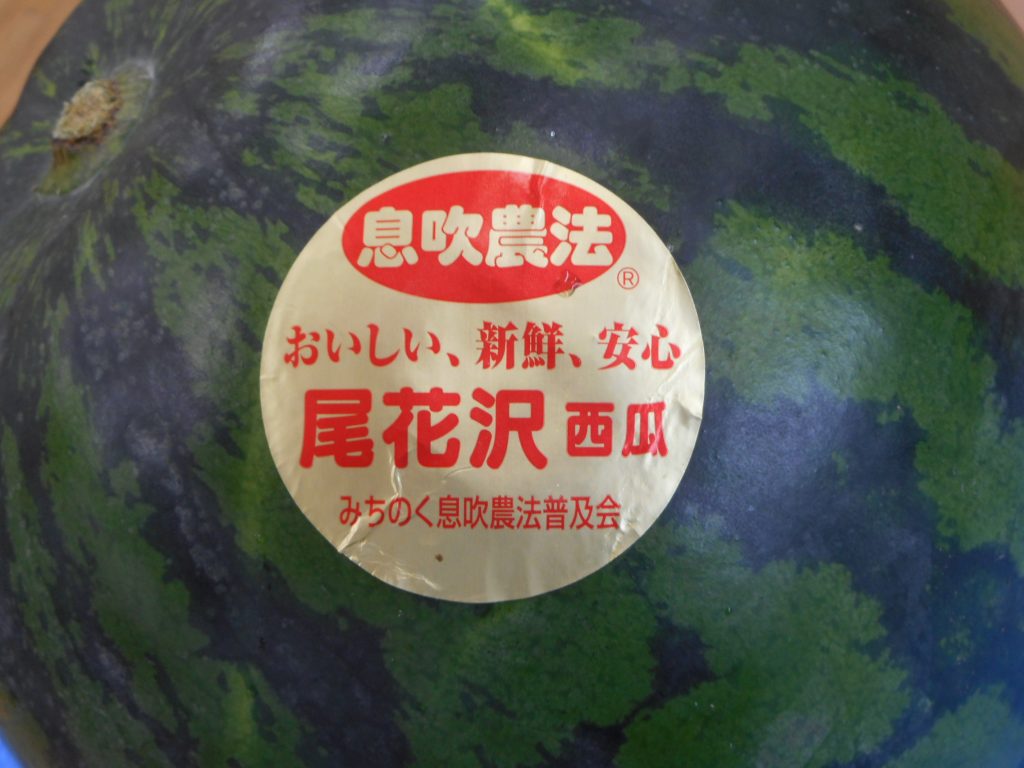 息吹農法
®
おいしい、新鮮、安心
尾花沢 西瓜
みちのく息吹農法普及会